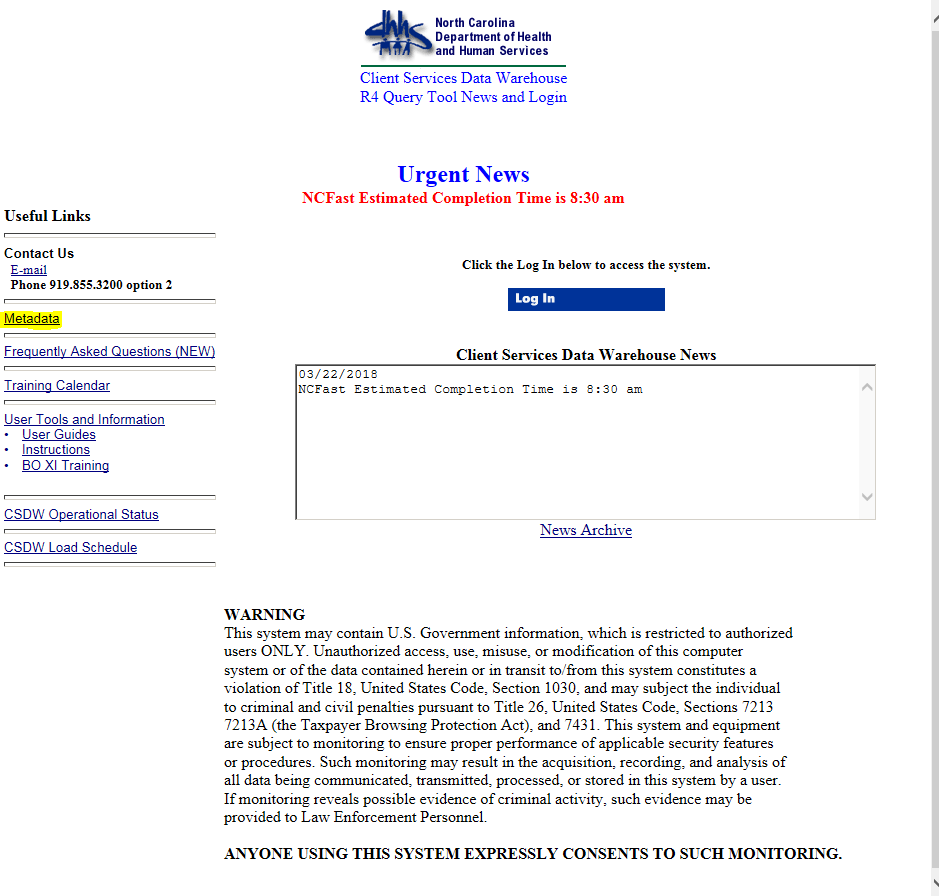 dhhs
North Carolina
Department of Health
and Human Services
Client Services Data Warehouse
R4 Query Tool News and Login
Urgent News
NCFast Estimated Completion Time is 8:30 am
Useful Links
Contact Us
E-mail
Phone 919.855.3200 option 2
Metadata
Frequently Asked Questions (NEW)
Training Calendar
User Tools and Information
• User Guides
• Instructions
• BO XI Training
CSDW Operational Status
CSDW Load Schedule
Click the Log In below to access the system.
Log In
Client Services Data Warehouse News
03/22/2018
NCFast Estimated Completion Time is 8:30 am
News Archive
WARNING
This system may contain U.S. Government information, which is restricted to authorized
users ONLY. Unauthorized access, use, misuse, or modification of this computer
system or of the data contained herein or in transit to/from this system constitutes a
violation of Title 18, United States Code, Section 1030, and may subject the individual
to criminal and civil penalties pursuant to Title 26, United States Code, Sections 7213
7213A (the Taxpayer Browsing Protection Act), and 7431. This system and equipment
are subject to monitoring to ensure proper performance of applicable security features
or procedures. Such monitoring may result in the acquisition, recording, and analysis of
all data being communicated, transmitted, processed, or stored in this system by a user.
If monitoring reveals possible evidence of criminal activity, such evidence may be
provided to Law Enforcement Personnel.
ANYONE USING THIS SYSTEM EXPRESSLY CONSENTS TO SUCH MONITORING.